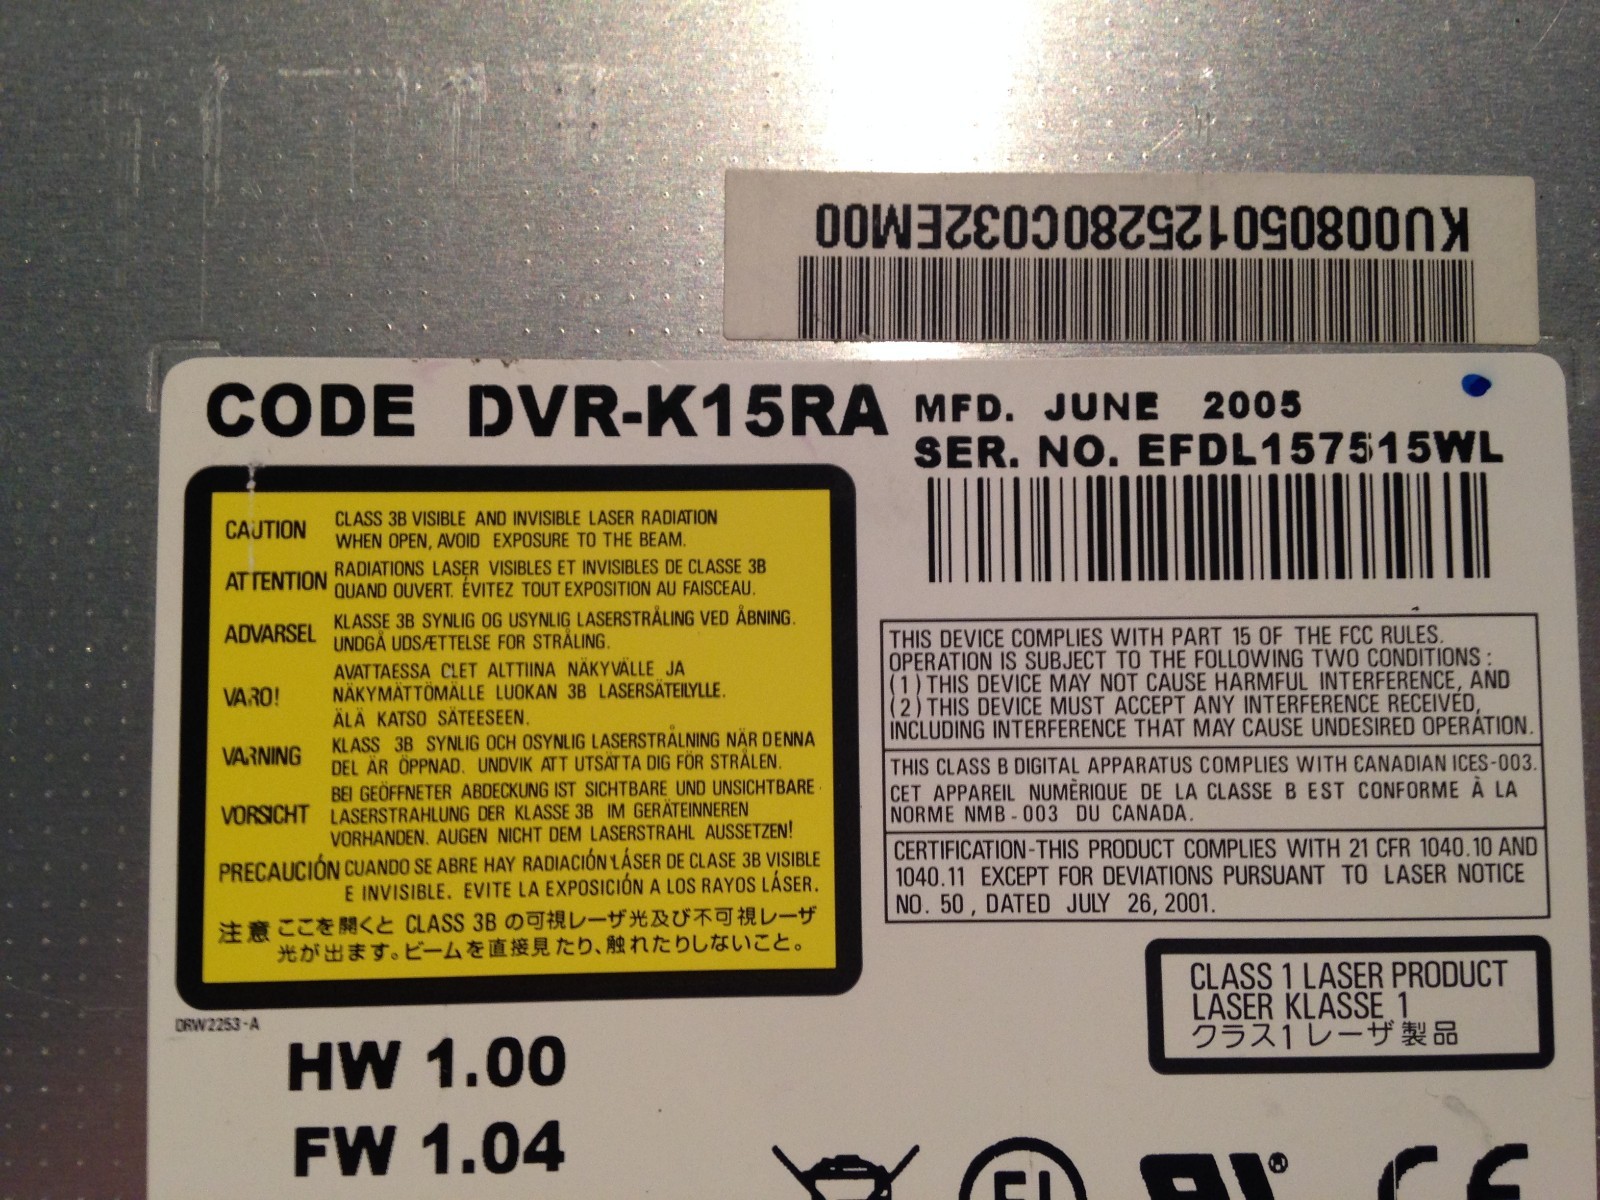 KU008050125280C032EM00
CODE DVR-K15RA
MFD. JUNE 2005
SER. NO. EFDL157515WL
CAUTION CLASS 3B VISIBLE AND INVISIBLE LASER RADIATION
WHEN OPEN, AVOID EXPOSURE TO THE BEAM.
ATTENTION RADIATIONS LASER VISIBLES ET INVISIBLES DE CLASSE 3B
QUAND OUVERT. ÉVITEZ TOUT EXPOSITION AU FAISCEAU.
ADVARSEL KLASSE 3B SYNLIG OG USYNLIG LASERSTRÅLING VED ÅBNING.
UNDGÅ UDSÆTTELSE FOR STRÅLING.
VARO! AVATTAESSA CLET ALTTIINA NÄKYVÄLLE JA
NÄKYMÄTTÖMÄLLE LUOKAN 3B LASERSÄTEILYLLE.
ÄLÄ KATSO SÄTEESEEN.
VARNING KLASS 3B SYNLIG OCH OSYNLIG LASERSTRÅLNING NÄR DENNA
DEL ÄR ÖPPNAD. UNDVIK ATT UTSÄTTA DIG FÖR STRÅLEN.
VORSICHT BEI GEÖFFNETER ABDECKUNG IST SICHTBARE UND UNSICHTBARE
LASERSTRAHLUNG DER KLASSE 3B IM GERÄTEINNEREN
VORHANDEN. AUGEN NICHT DEM LASERSTRAHL AUSSETZEN!
PRECAUCIÓN CUANDO SE ABRE HAY RADIACIÓN LÁSER DE CLASE 3B VISIBLE
E INVISIBLE. EVITE LA EXPOSICIÓN A LOS RAYOS LÁSER.
注意 ここを開くと CLASS 3B の可視レーザ光及び不可視レーザ
光が出ます。ビームを直接見たり、触れたりしないこと。
DRW2253-A
HW 1.00
FW 1.04
THIS DEVICE COMPLIES WITH PART 15 OF THE FCC RULES.
OPERATION IS SUBJECT TO THE FOLLOWING TWO CONDITIONS :
(1) THIS DEVICE MAY NOT CAUSE HARMFUL INTERFERENCE, AND
(2) THIS DEVICE MUST ACCEPT ANY INTERFERENCE RECEIVED,
INCLUDING INTERFERENCE THAT MAY CAUSE UNDESIRED OPERATION.
THIS CLASS B DIGITAL APPARATUS COMPLIES WITH CANADIAN ICES-003.
CET APPAREIL NUMÈRIQUE DE LA CLASSE B EST CONFORME À LA
NORME NMB-003 DU CANADA.
CERTIFICATION-THIS PRODUCT COMPLIES WITH 21 CFR 1040.10 AND
1040.11 EXCEPT FOR DEVIATIONS PURSUANT TO LASER NOTICE
NO. 50, DATED JULY 26, 2001.
CLASS 1 LASER PRODUCT
LASER KLASSE 1
クラス1レーザ製品
CE